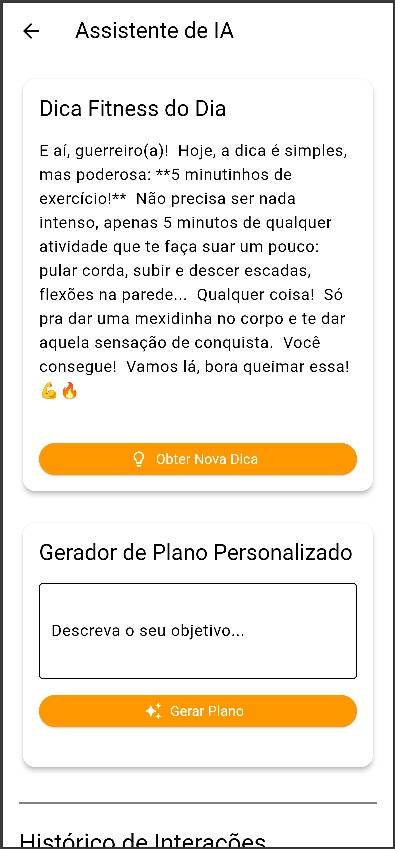 Assistente de IA
Dica Fitness do Dia
E aí, guerreiro(a)!  Hoje, a dica é simples,
mas poderosa: **5 minutinhos de
exercício!**  Não precisa ser nada
intenso, apenas 5 minutos de qualquer
atividade que te faça suar um pouco:
pular corda, subir e descer escadas,
flexões na parede...  Qualquer coisa!  Só
pra dar uma mexidinha no corpo e te dar
aquela sensação de conquista.  Você
consegue!  Vamos lá, bora queimar essa!
💪🔥
Obter Nova Dica
Gerador de Plano Personalizado
Descreva o seu objetivo...
Gerar Plano
Histórico de Interações